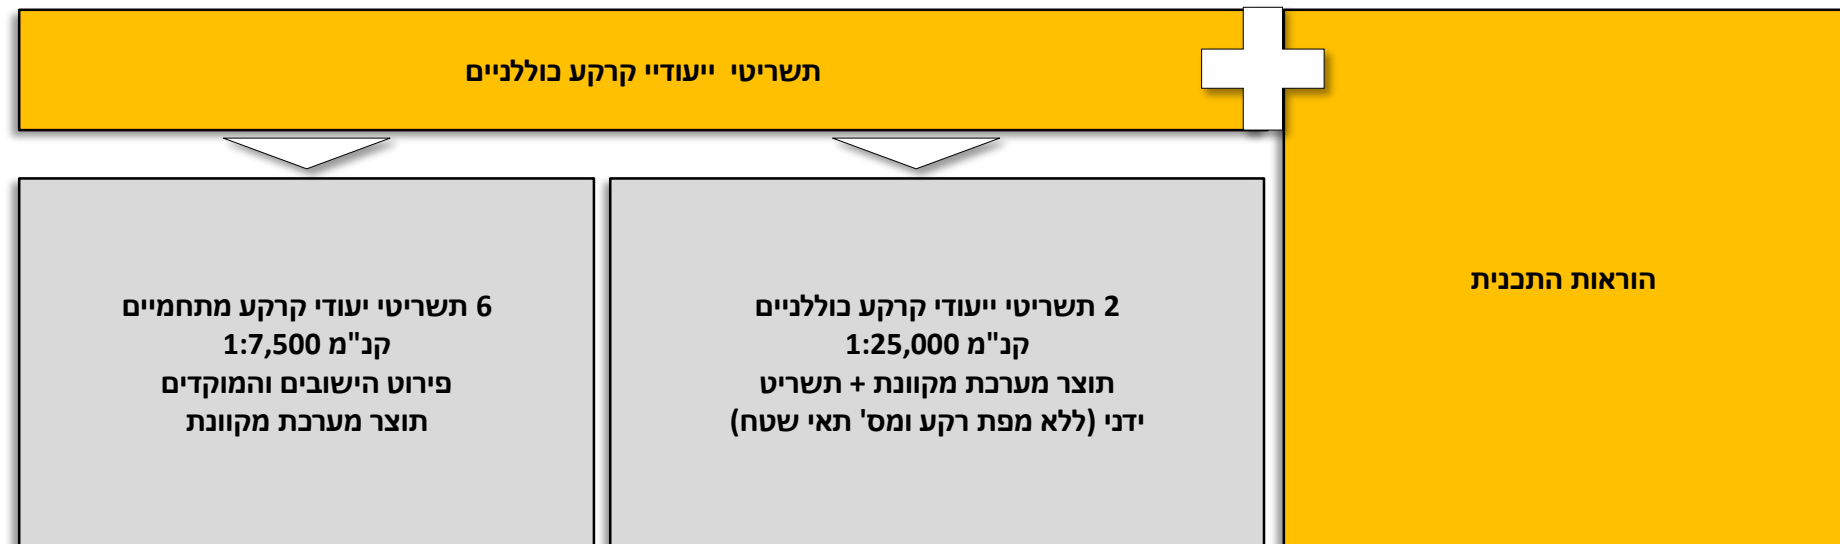 תשריטי ייעודיי קרקע כוללניים
הוראות התכנית
2 תשריטי ייעודי קרקע כוללניים
קנ"מ 1:25,000
תוצר מערכת מקוונת + תשריט
ידני (ללא מפת רקע ומס' תאי שטח)
6 תשריטי יעודי קרקע מתחמיים
קנ"מ 1:7,500
פירוט הישובים והמוקדים
תוצר מערכת מקוונת